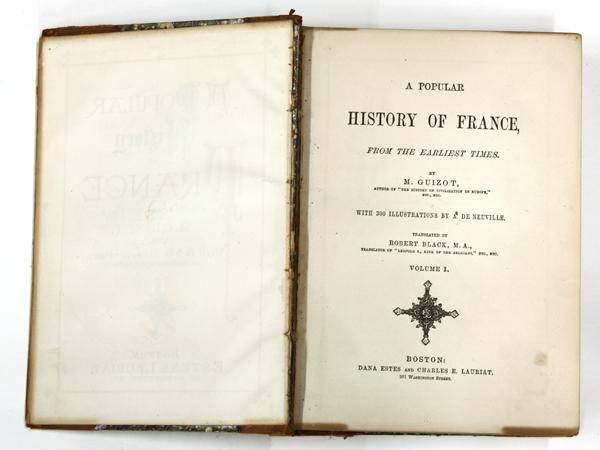 A POPULAR
HISTORY OF FRANCE,
FROM THE EARLIEST TIMES.
BY
M. GUIZOT,
AUTHOR OF "THE HISTORY OF CIVILIZATION IN EUROPE,"
ETC., ETC.
WITH 300 ILLUSTRATIONS BY A. DE NEUVILLE.
TRANSLATED BY
ROBERT BLACK, M. A.,
TRANSLATOR OF "LEOPOLD I., KING OF THE BELGIANS," ETC., ETC.
VOLUME I.
BOSTON:
DANA ESTES AND CHARLES E. LAURIAT,
301 WASHINGTON STREET.